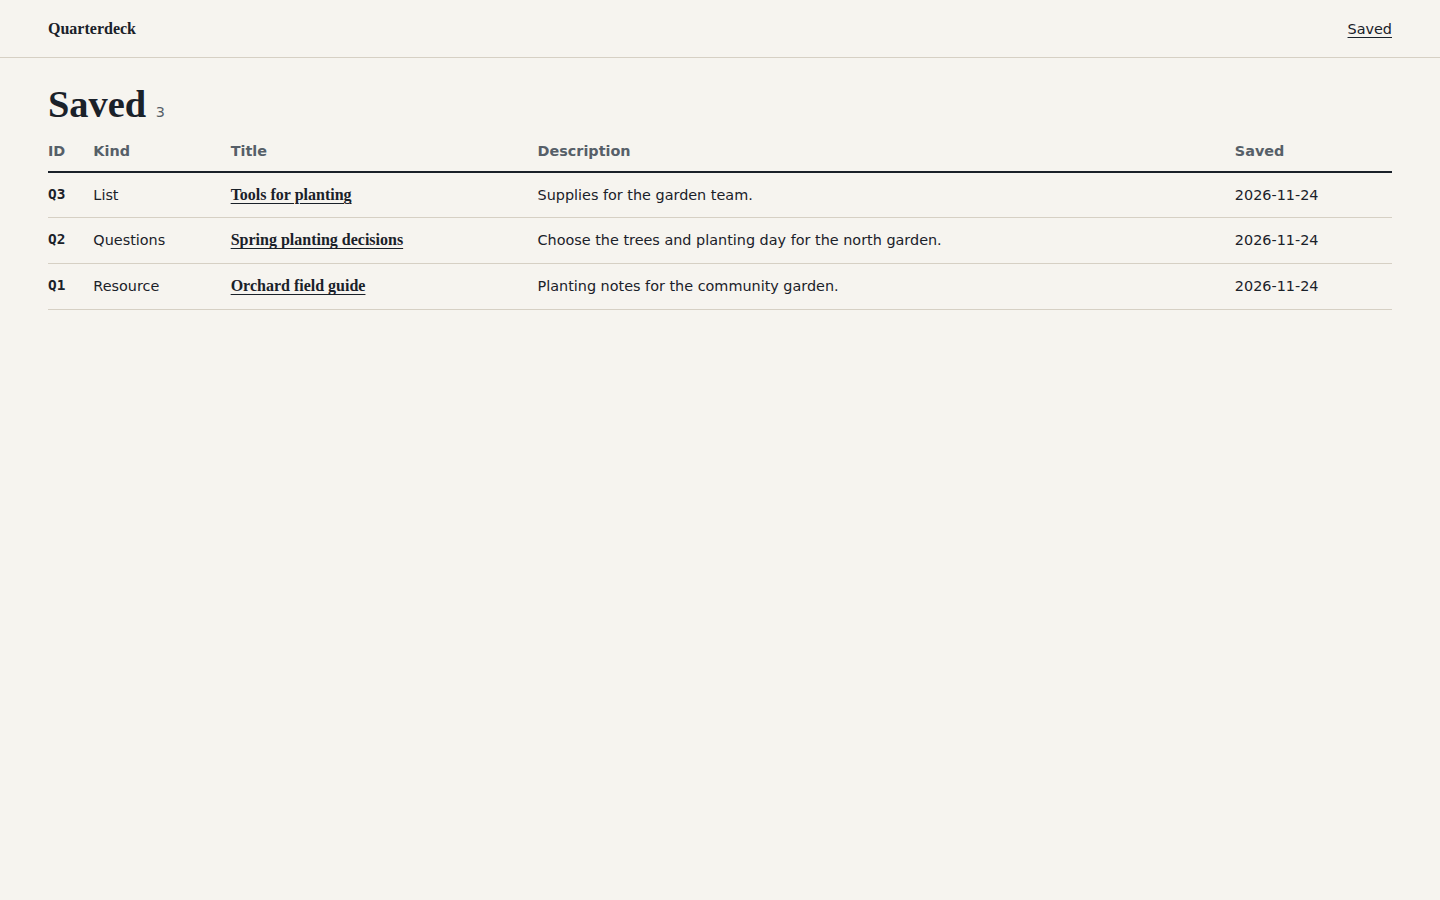 Quarterdeck Saved
Saved 3
ID Kind Title Description Saved
Q3 List Tools for planting Supplies for the garden team. 2026-11-24
Q2 Questions Spring planting decisions Choose the trees and planting day for the north garden. 2026-11-24
Q1 Resource Orchard field guide Planting notes for the community garden. 2026-11-24